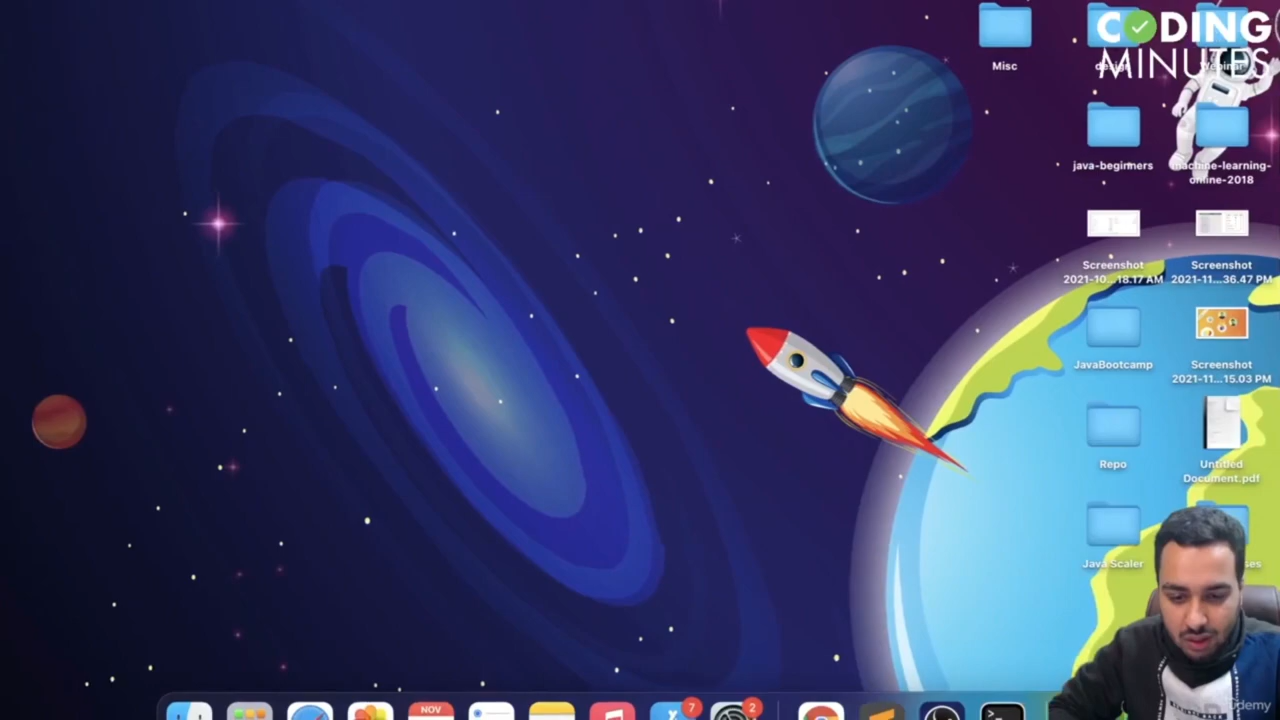 CODING
MINUTES
Misc
design
Webinar
java-beginners
machine-learning-
online-2018
Screenshot
2021-10...18.17 AM
Screenshot
2021-11...36.47 PM
JavaBootcamp
Screenshot
2021-11...15.03 PM
Repo
Untitled
Document.pdf
Java Scaler
NOV
7
2
Udemy